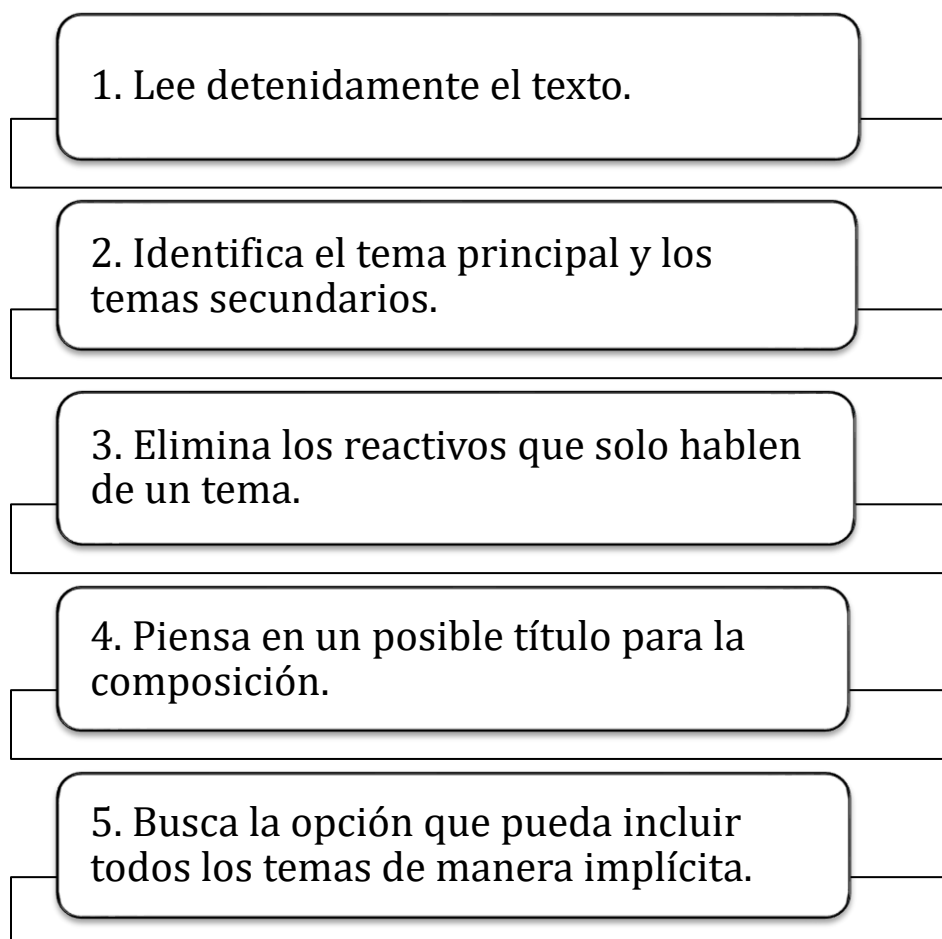 1. Lee detenidamente el texto.
2. Identifica el tema principal y los
temas secundarios.
3. Elimina los reactivos que solo hablen
de un tema.
4. Piensa en un posible título para la
composición.
5. Busca la opción que pueda incluir
todos los temas de manera implícita.